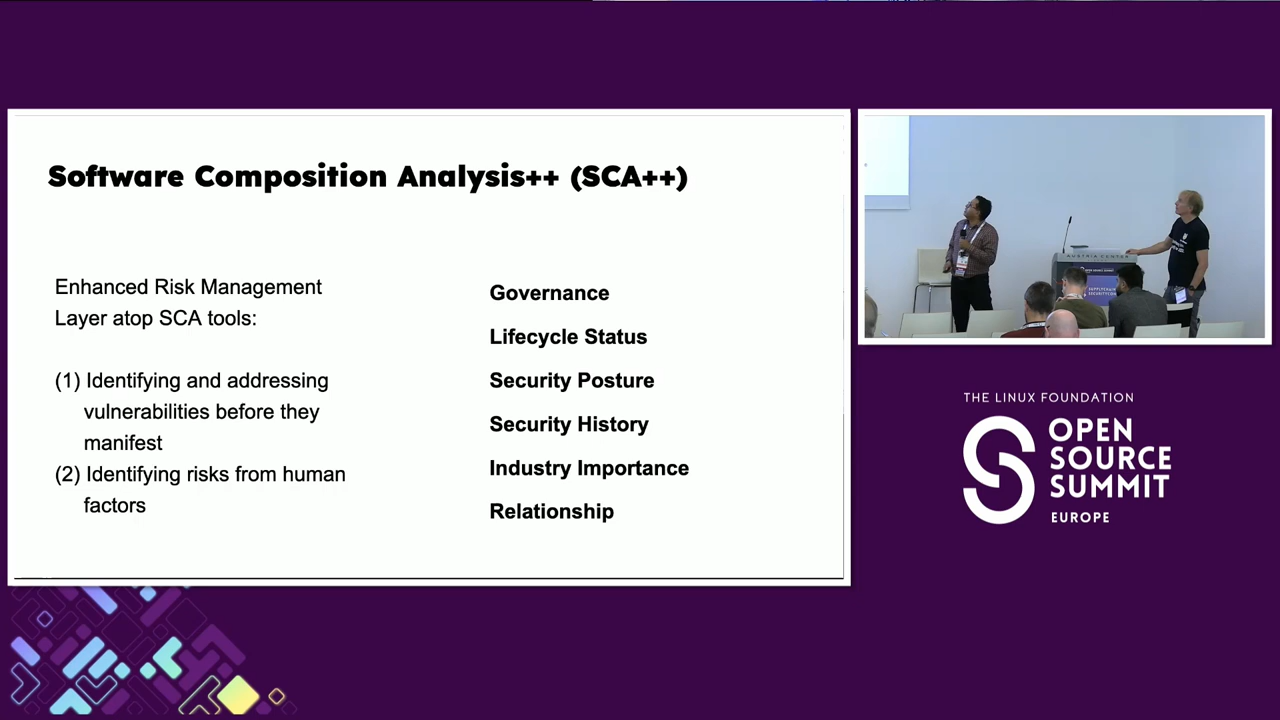 Software Composition Analysis++ (SCA++)
Enhanced Risk Management
Layer atop SCA tools:
(1) Identifying and addressing
vulnerabilities before they
manifest
(2) Identifying risks from human
factors
Governance
Lifecycle Status
Security Posture
Security History
Industry Importance
Relationship
AUSTRIA CENTER
THE LINUX FOUNDATION
OPEN
SOURCE
SUMMIT
EUROPE